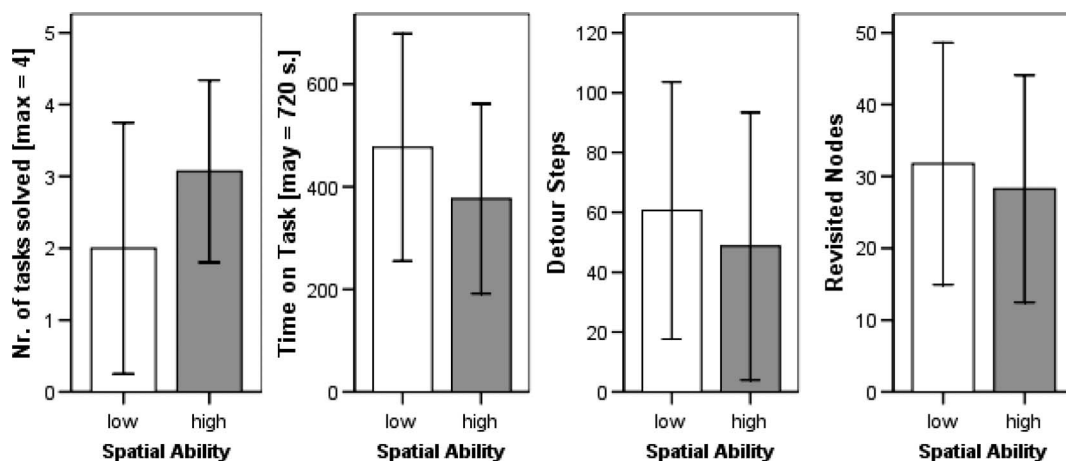 Nr. of tasks solved [max = 4]
5
4
3
2
1
0
low high
Spatial Ability
Time on Task [may = 720 s.]
600
400
200
0
low high
Spatial Ability
Detour Steps
120
100
80
60
40
20
0
low high
Spatial Ability
Revisited Nodes
50
40
30
20
10
0
low high
Spatial Ability